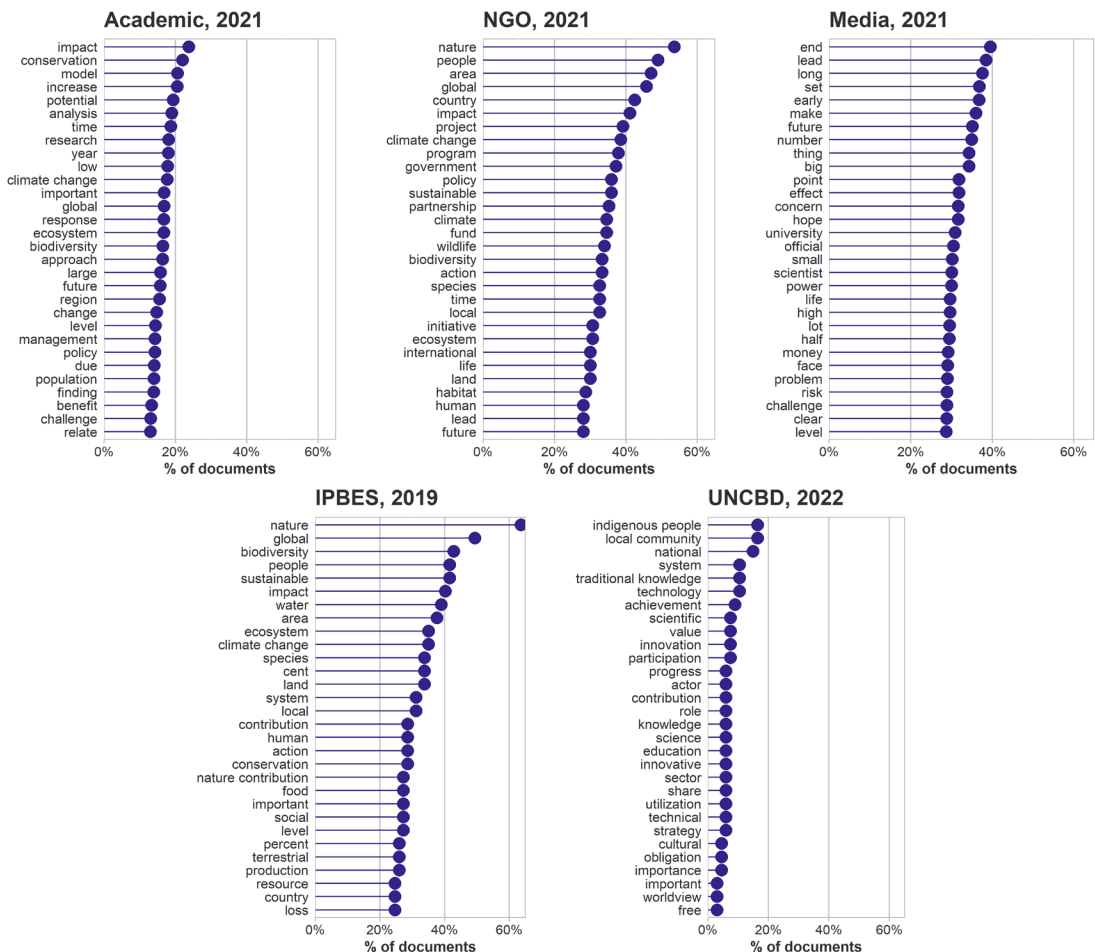 Academic, 2021
impact
conservation
model
increase
potential
analysis
time
research
year
low
climate change
important
global
response
ecosystem
biodiversity
approach
large
future
region
change
level
management
policy
due
population
finding
benefit
challenge
relate
0% 20% 40% 60%
% of documents
NGO, 2021
nature
people
area
global
country
impact
project
climate change
program
government
policy
sustainable
partnership
climate
fund
wildlife
biodiversity
action
species
time
local
initiative
ecosystem
international
life
land
habitat
human
lead
future
0% 20% 40% 60%
% of documents
Media, 2021
end
lead
long
set
early
make
future
number
thing
big
point
effect
concern
hope
university
official
small
scientist
power
life
high
lot
half
money
face
problem
risk
challenge
clear
level
0% 20% 40% 60%
% of documents
IPBES, 2019
nature
global
biodiversity
people
sustainable
impact
water
area
ecosystem
climate change
species
cent
land
system
local
contribution
human
action
conservation
nature contribution
food
important
social
level
percent
terrestrial
production
resource
country
loss
0% 20% 40% 60%
% of documents
UNCBD, 2022
indigenous people
local community
national
system
traditional knowledge
technology
achievement
scientific
value
innovation
participation
progress
actor
contribution
role
knowledge
science
education
innovative
sector
share
utilization
technical
strategy
cultural
obligation
importance
important
worldview
free
0% 20% 40% 60%
% of documents